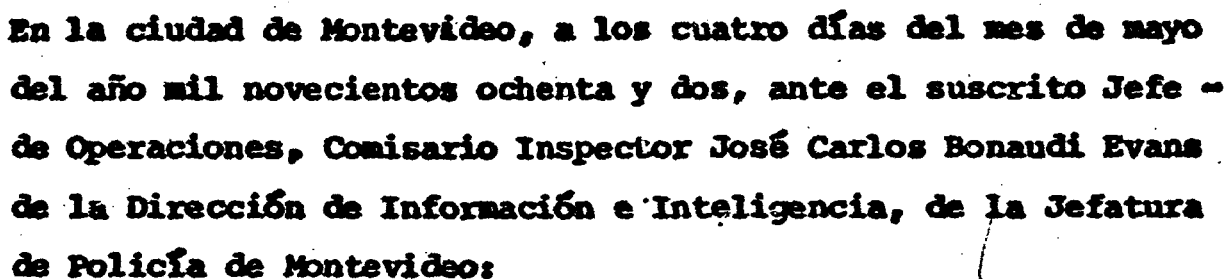 En la ciudad de Montevideo, a los cuatro días del mes de mayo
del año mil novecientos ochenta y dos, ante el suscrito Jefe -
de Operaciones, Comisario Inspector José Carlos Bonaudi Evans
de la Dirección de Información e Inteligencia, de la Jefatura
de Policía de Montevideo: